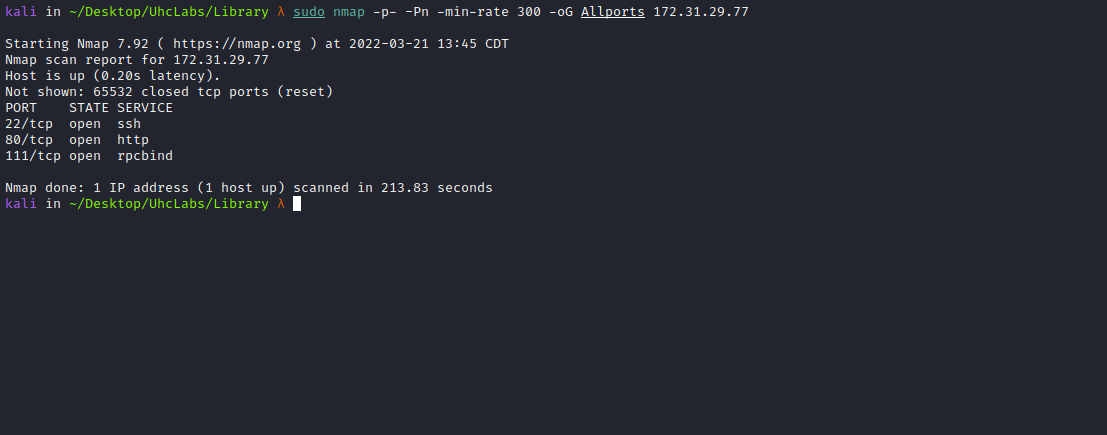 kali in ~/Desktop/UhcLabs/Library λ sudo nmap -p- -Pn -min-rate 300 -oG Allports 172.31.29.77
Starting Nmap 7.92 ( https://nmap.org ) at 2022-03-21 13:45 CDT
Nmap scan report for 172.31.29.77
Host is up (0.20s latency).
Not shown: 65532 closed tcp ports (reset)
PORT    STATE SERVICE
22/tcp  open  ssh
80/tcp  open  http
111/tcp open  rpcbind
Nmap done: 1 IP address (1 host up) scanned in 213.83 seconds
kali in ~/Desktop/UhcLabs/Library λ